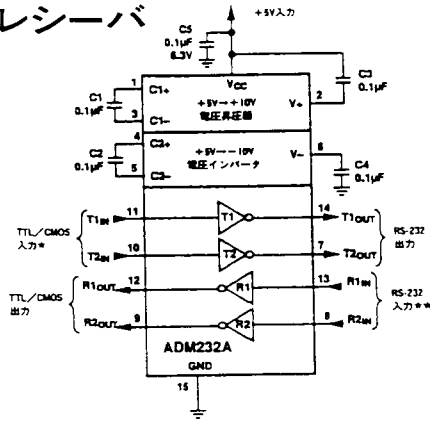 レシーバ
+5V入力
C5
0.1μF
6.3V
VCC
C3
0.1μF
C1
0.1μF
1
C1+
3
C1−
+5V→+10V
電圧昇圧器
V+
2
C2
0.1μF
4
C2+
5
C2−
+5V→−10V
電圧インバータ
V−
6
C4
0.1μF
TTL/CMOS
入力*
T1IN
11
T1
14
T1OUT
T2IN
10
T2
7
T2OUT
RS-232
出力
TTL/CMOS
出力
R1OUT
12
R1
13
R1IN
R2OUT
9
R2
8
R2IN
RS-232
入力**
ADM232A
GND
15